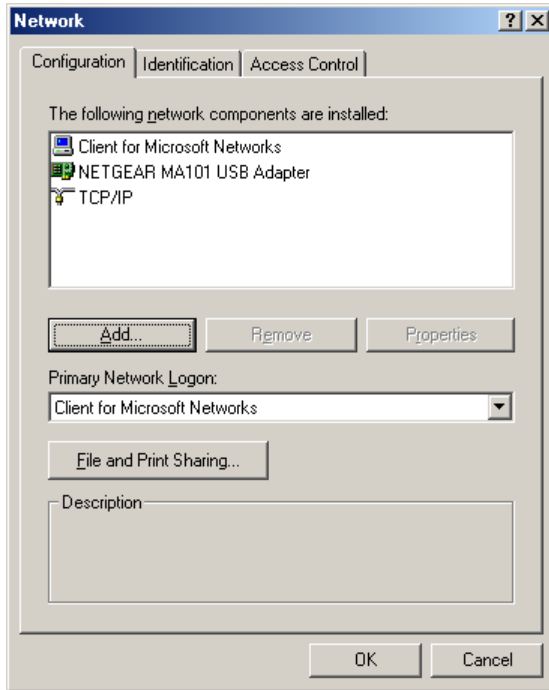 Network
Configuration Identification Access Control
The following network components are installed:
Client for Microsoft Networks
NETGEAR MA101 USB Adapter
TCP/IP
Add... Remove Properties
Primary Network Logon:
Client for Microsoft Networks
File and Print Sharing...
Description
OK Cancel